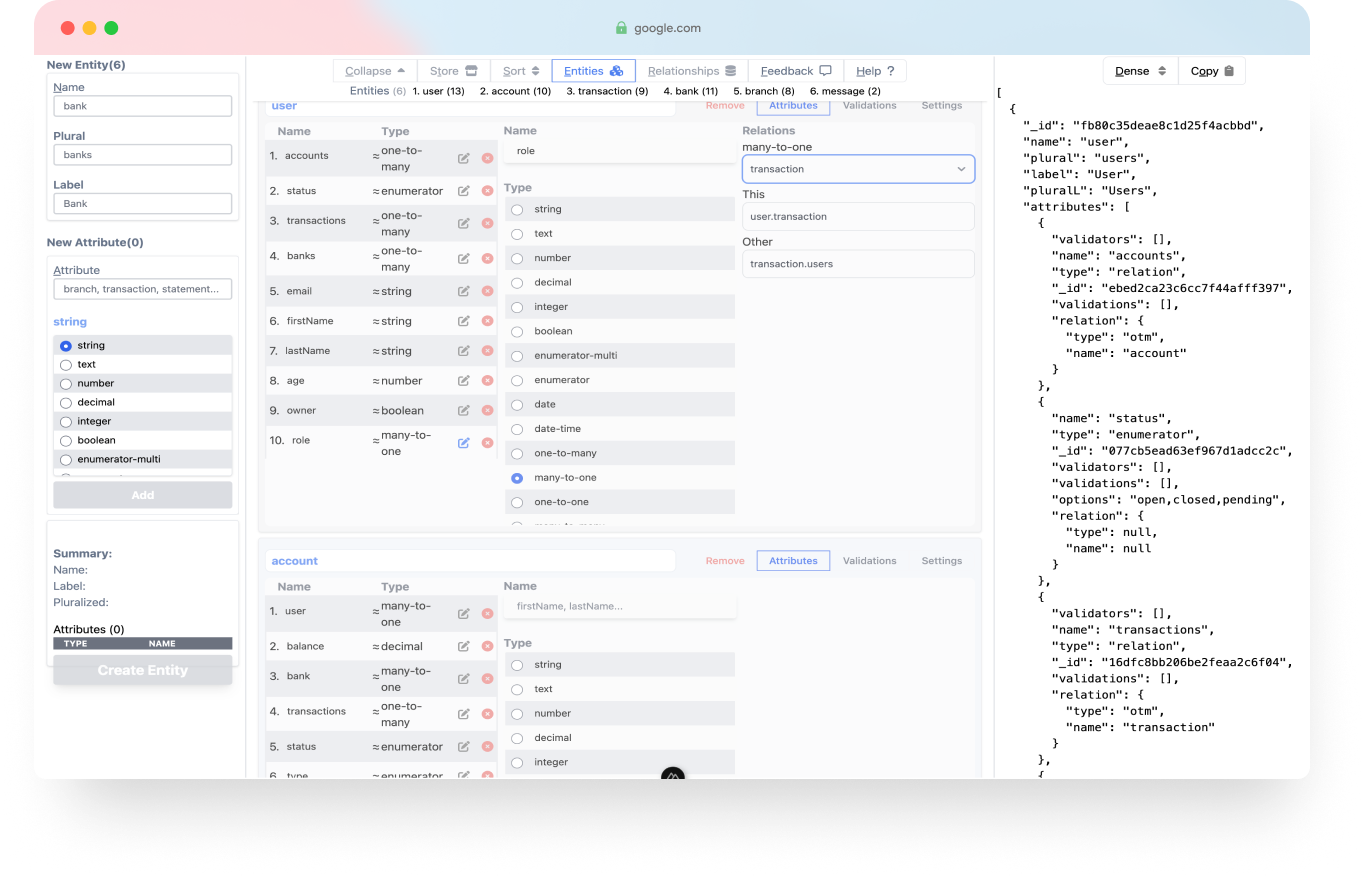 google.com
New Entity(6)
Name
bank
Plural
banks
Label
Bank
New Attribute(0)
Attribute
branch, transaction, statement...
string
string
text
number
decimal
integer
boolean
enumerator-multi
Add
Summary:
Name:
Label:
Pluralized:
Attributes (0)
TYPE NAME
Create Entity
Collapse Store Sort Entities Relationships Feedback Help ?
Entities (6) 1. user (13) 2. account (10) 3. transaction (9) 4. bank (11) 5. branch (8) 6. message (2)
user Remove Attributes Validations Settings
Name Type
1. accounts ≈ one-to-
many
2. status ≈ enumerator
3. transactions ≈ one-to-
many
4. banks ≈ one-to-
many
5. email ≈ string
6. firstName ≈ string
7. lastName ≈ string
8. age ≈ number
9. owner ≈ boolean
10. role ≈ many-to-
one
Name
role
Type
string
text
number
decimal
integer
boolean
enumerator-multi
enumerator
date
date-time
one-to-many
many-to-one
one-to-one
many-to-many
Relations
many-to-one
transaction
This
user.transaction
Other
transaction.users
account Remove Attributes Validations Settings
Name Type
1. user ≈ many-to-
one
2. balance ≈ decimal
3. bank ≈ many-to-
one
4. transactions ≈ one-to-
many
5. status ≈ enumerator
6. type ≈ enumerator
Name
firstName, lastName...
Type
string
text
number
decimal
integer
Dense Copy
[
{
"_id": "fb80c35deae8c1d25f4acbbd",
"name": "user",
"plural": "users",
"label": "User",
"pluralL": "Users",
"attributes": [
{
"validators": [],
"name": "accounts",
"type": "relation",
"_id": "ebed2ca23c6cc7f44afff397",
"validations": [],
"relation": {
"type": "otm",
"name": "account"
}
},
{
"name": "status",
"type": "enumerator",
"_id": "077cb5ead63ef967d1adcc2c",
"validators": [],
"validations": [],
"options": "open,closed,pending",
"relation": {
"type": null,
"name": null
}
},
{
"validators": [],
"name": "transactions",
"type": "relation",
"_id": "16dfc8bb206be2feaa2c6f04",
"validations": [],
"relation": {
"type": "otm",
"name": "transaction"
}
},
{